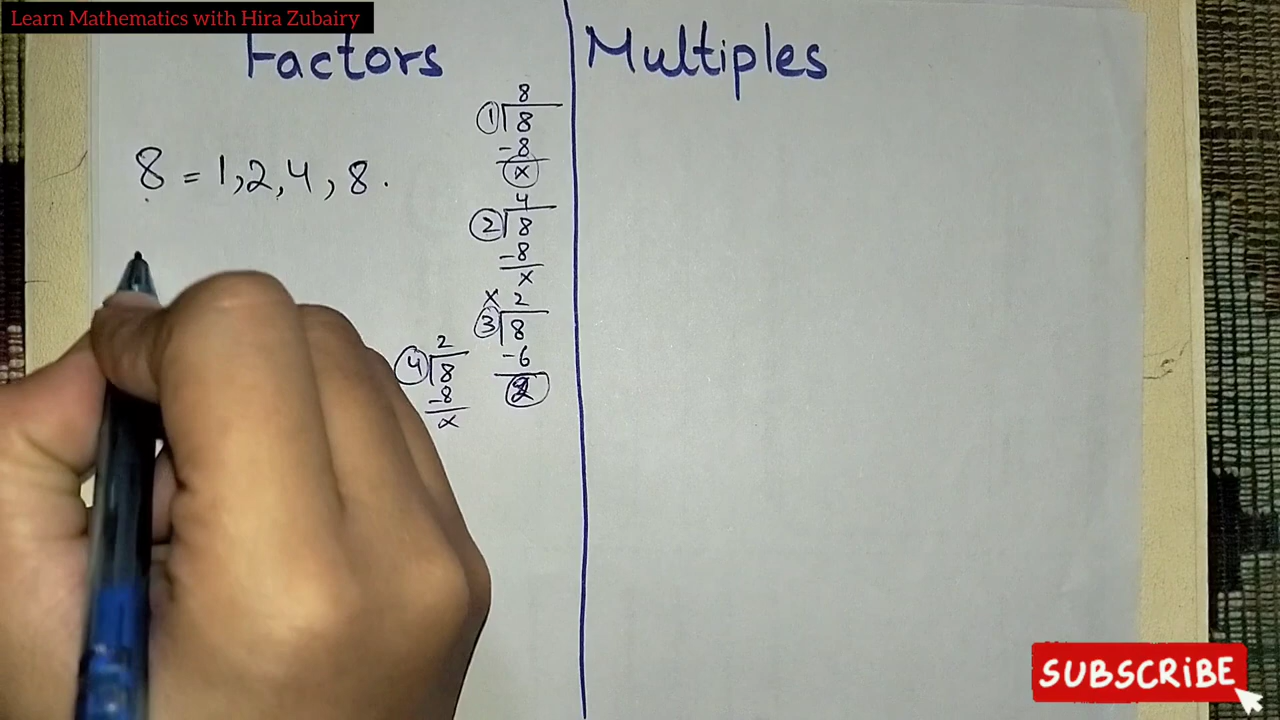 Learn Mathematics with Hira Zubairy
Factors
Multiples
8 = 1, 2, 4, 8.
8
1 8
-8
x
4
2 8
-8
x
x 2
3 8
-6
2
2
4 8
-8
x
SUBSCRIBE